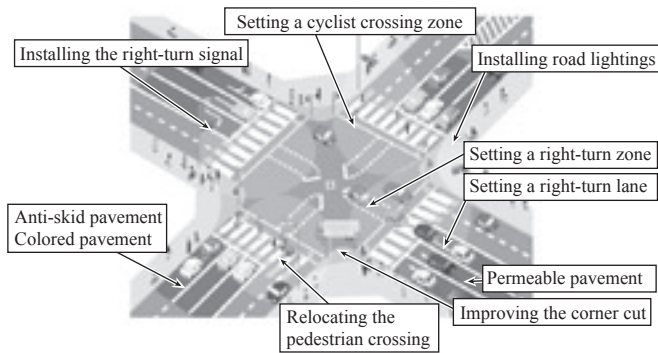 Setting a cyclist crossing zone
Installing the right-turn signal
Installing road lightings
Setting a right-turn zone
Setting a right-turn lane
Anti-skid pavement
Colored pavement
Permeable pavement
Relocating the
pedestrian crossing
Improving the corner cut